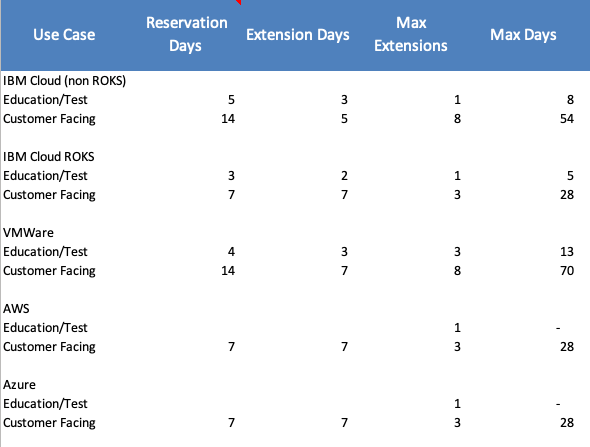 Use Case Reservation Days Extension Days Max Extensions Max Days
IBM Cloud (non ROKS)
Education/Test 5 3 1 8
Customer Facing 14 5 8 54
IBM Cloud ROKS
Education/Test 3 2 1 5
Customer Facing 7 7 3 28
VMWare
Education/Test 4 3 3 13
Customer Facing 14 7 8 70
AWS
Education/Test 1 -
Customer Facing 7 7 3 28
Azure
Education/Test 1 -
Customer Facing 7 7 3 28